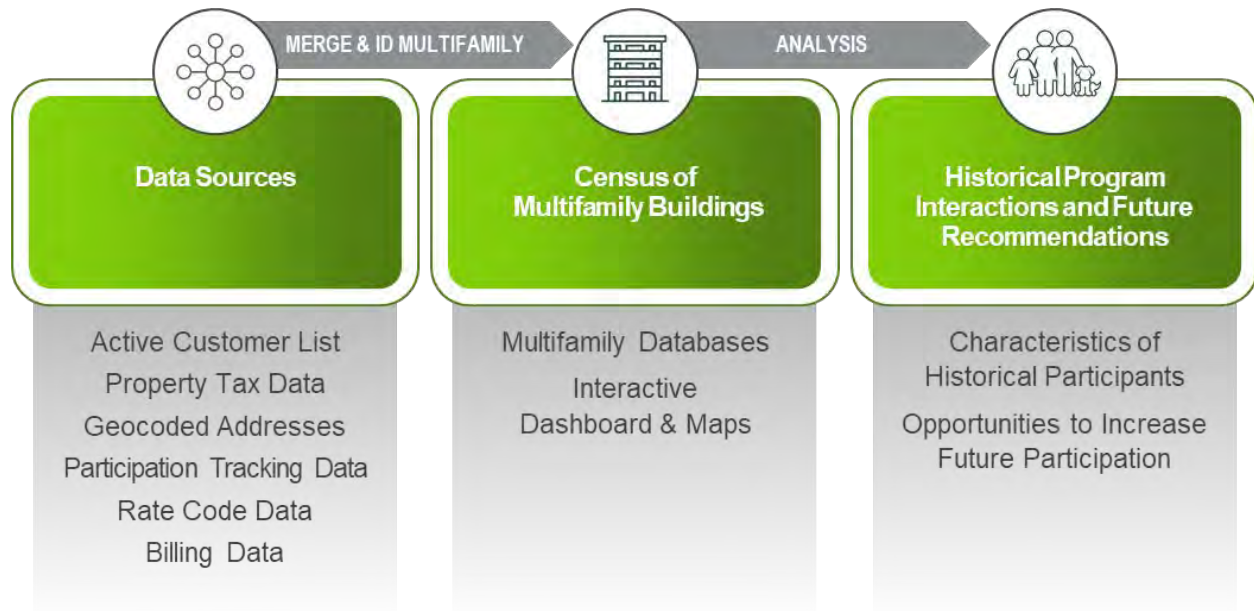 MERGE & ID MULTIFAMILY
ANALYSIS
Data Sources
Active Customer List
Property Tax Data
Geocoded Addresses
Participation Tracking Data
Rate Code Data
Billing Data
Census of
Multifamily Buildings
Multifamily Databases
Interactive
Dashboard & Maps
Historical Program
Interactions and Future
Recommendations
Characteristics of
Historical Participants
Opportunities to Increase
Future Participation